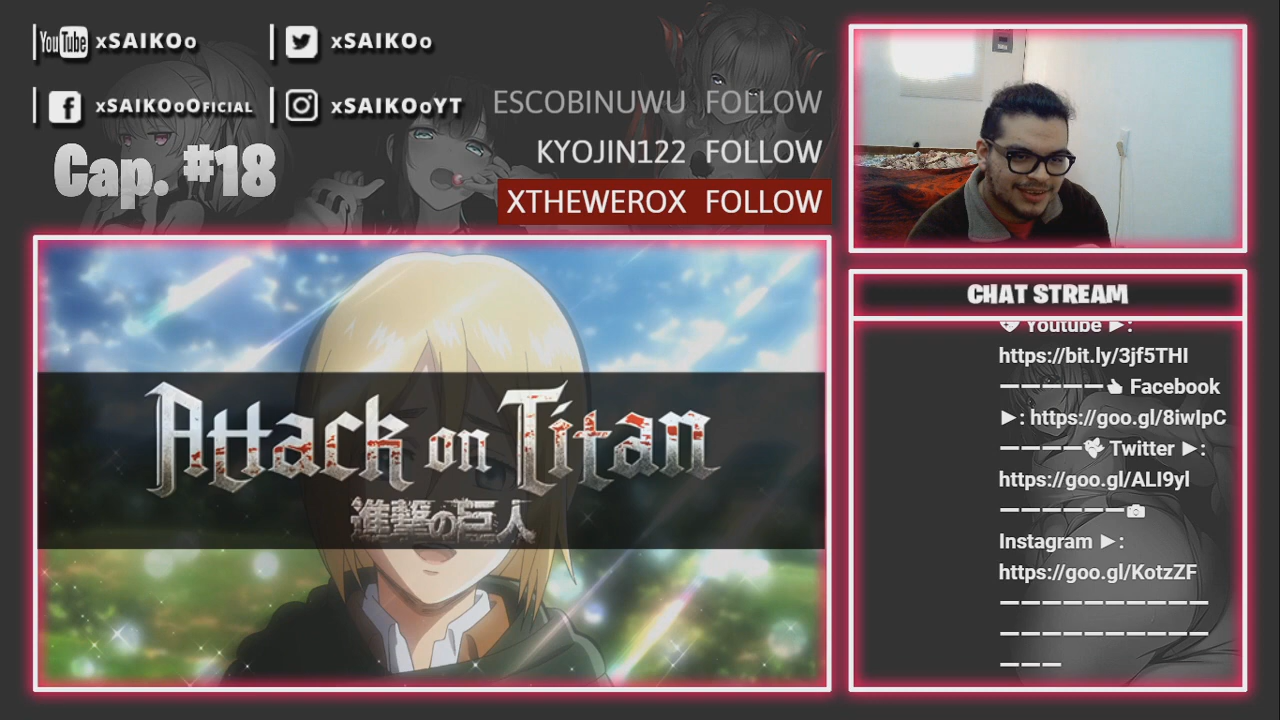 YouTube xSAIKOo
xSAIKOo
xSAIKOoOficial
xSAIKOoYT
ESCOBINUWU FOLLOW
KYOJIN122 FOLLOW
XTHEWEROX FOLLOW
Cap. #18
Attack on Titan
進撃の巨人
CHAT STREAM
Youtube ►:
https://bit.ly/3jf5THI
—————👍 Facebook
►: https://goo.gl/8iwIpC
————Twitter ►:
https://goo.gl/ALI9yl
——————📷
Instagram ►:
https://goo.gl/KotzZF
——————————
——————————
———